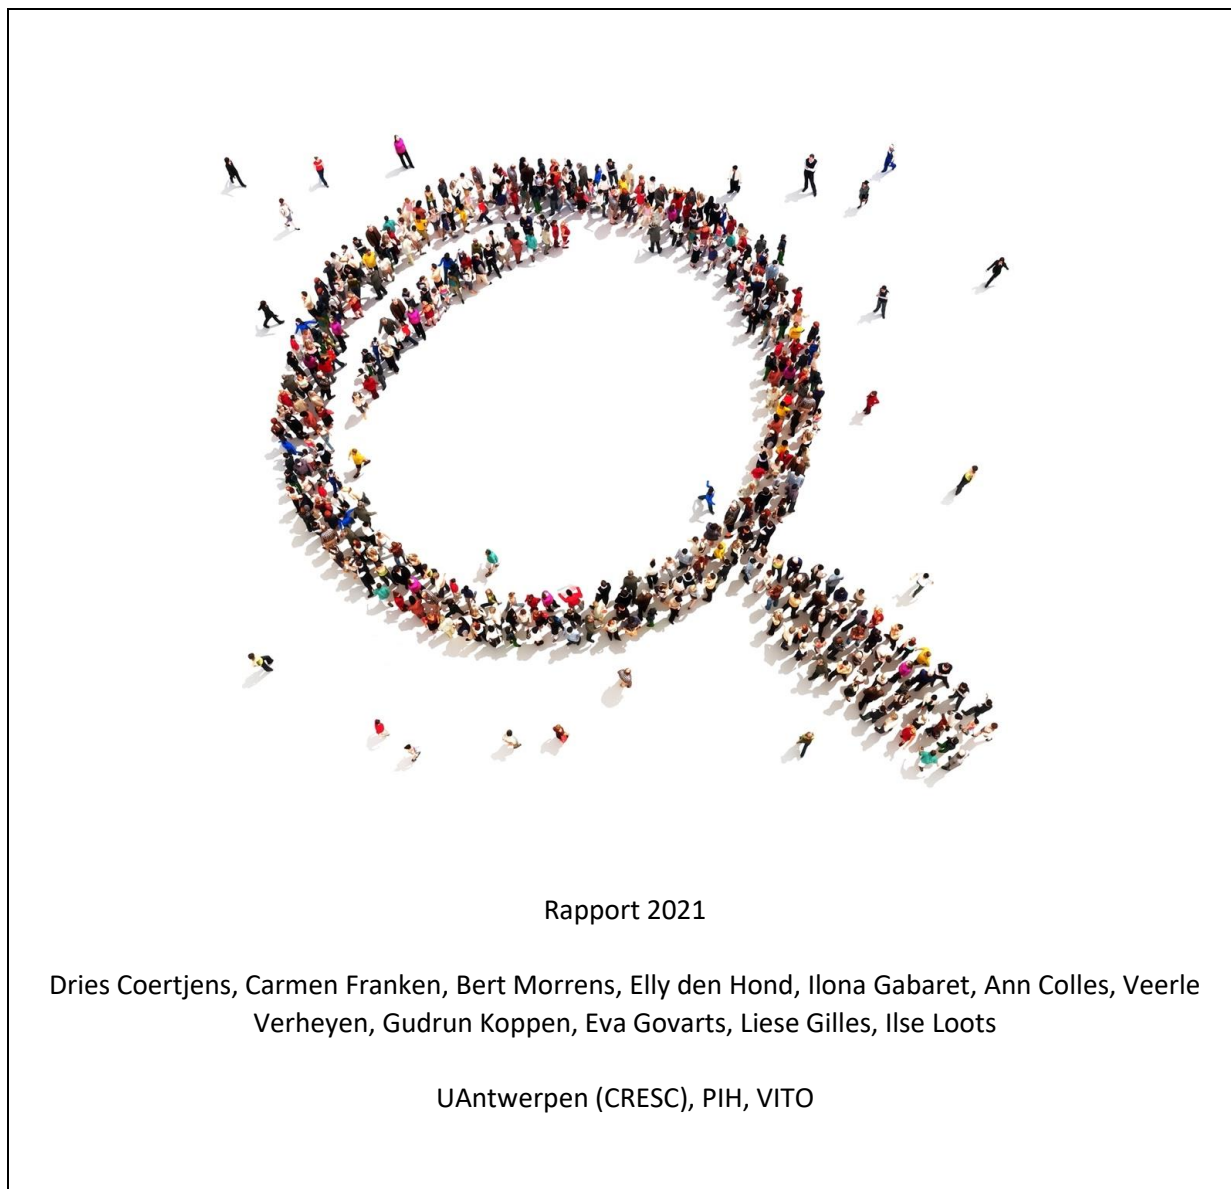 Rapport 2021
Dries Coertjens, Carmen Franken, Bert Morrens, Elly den Hond, Ilona Gabaret, Ann Colles, Veerle
Verheyen, Gudrun Koppen, Eva Govarts, Liese Gilles, Ilse Loots
UAntwerpen (CRESC), PIH, VITO